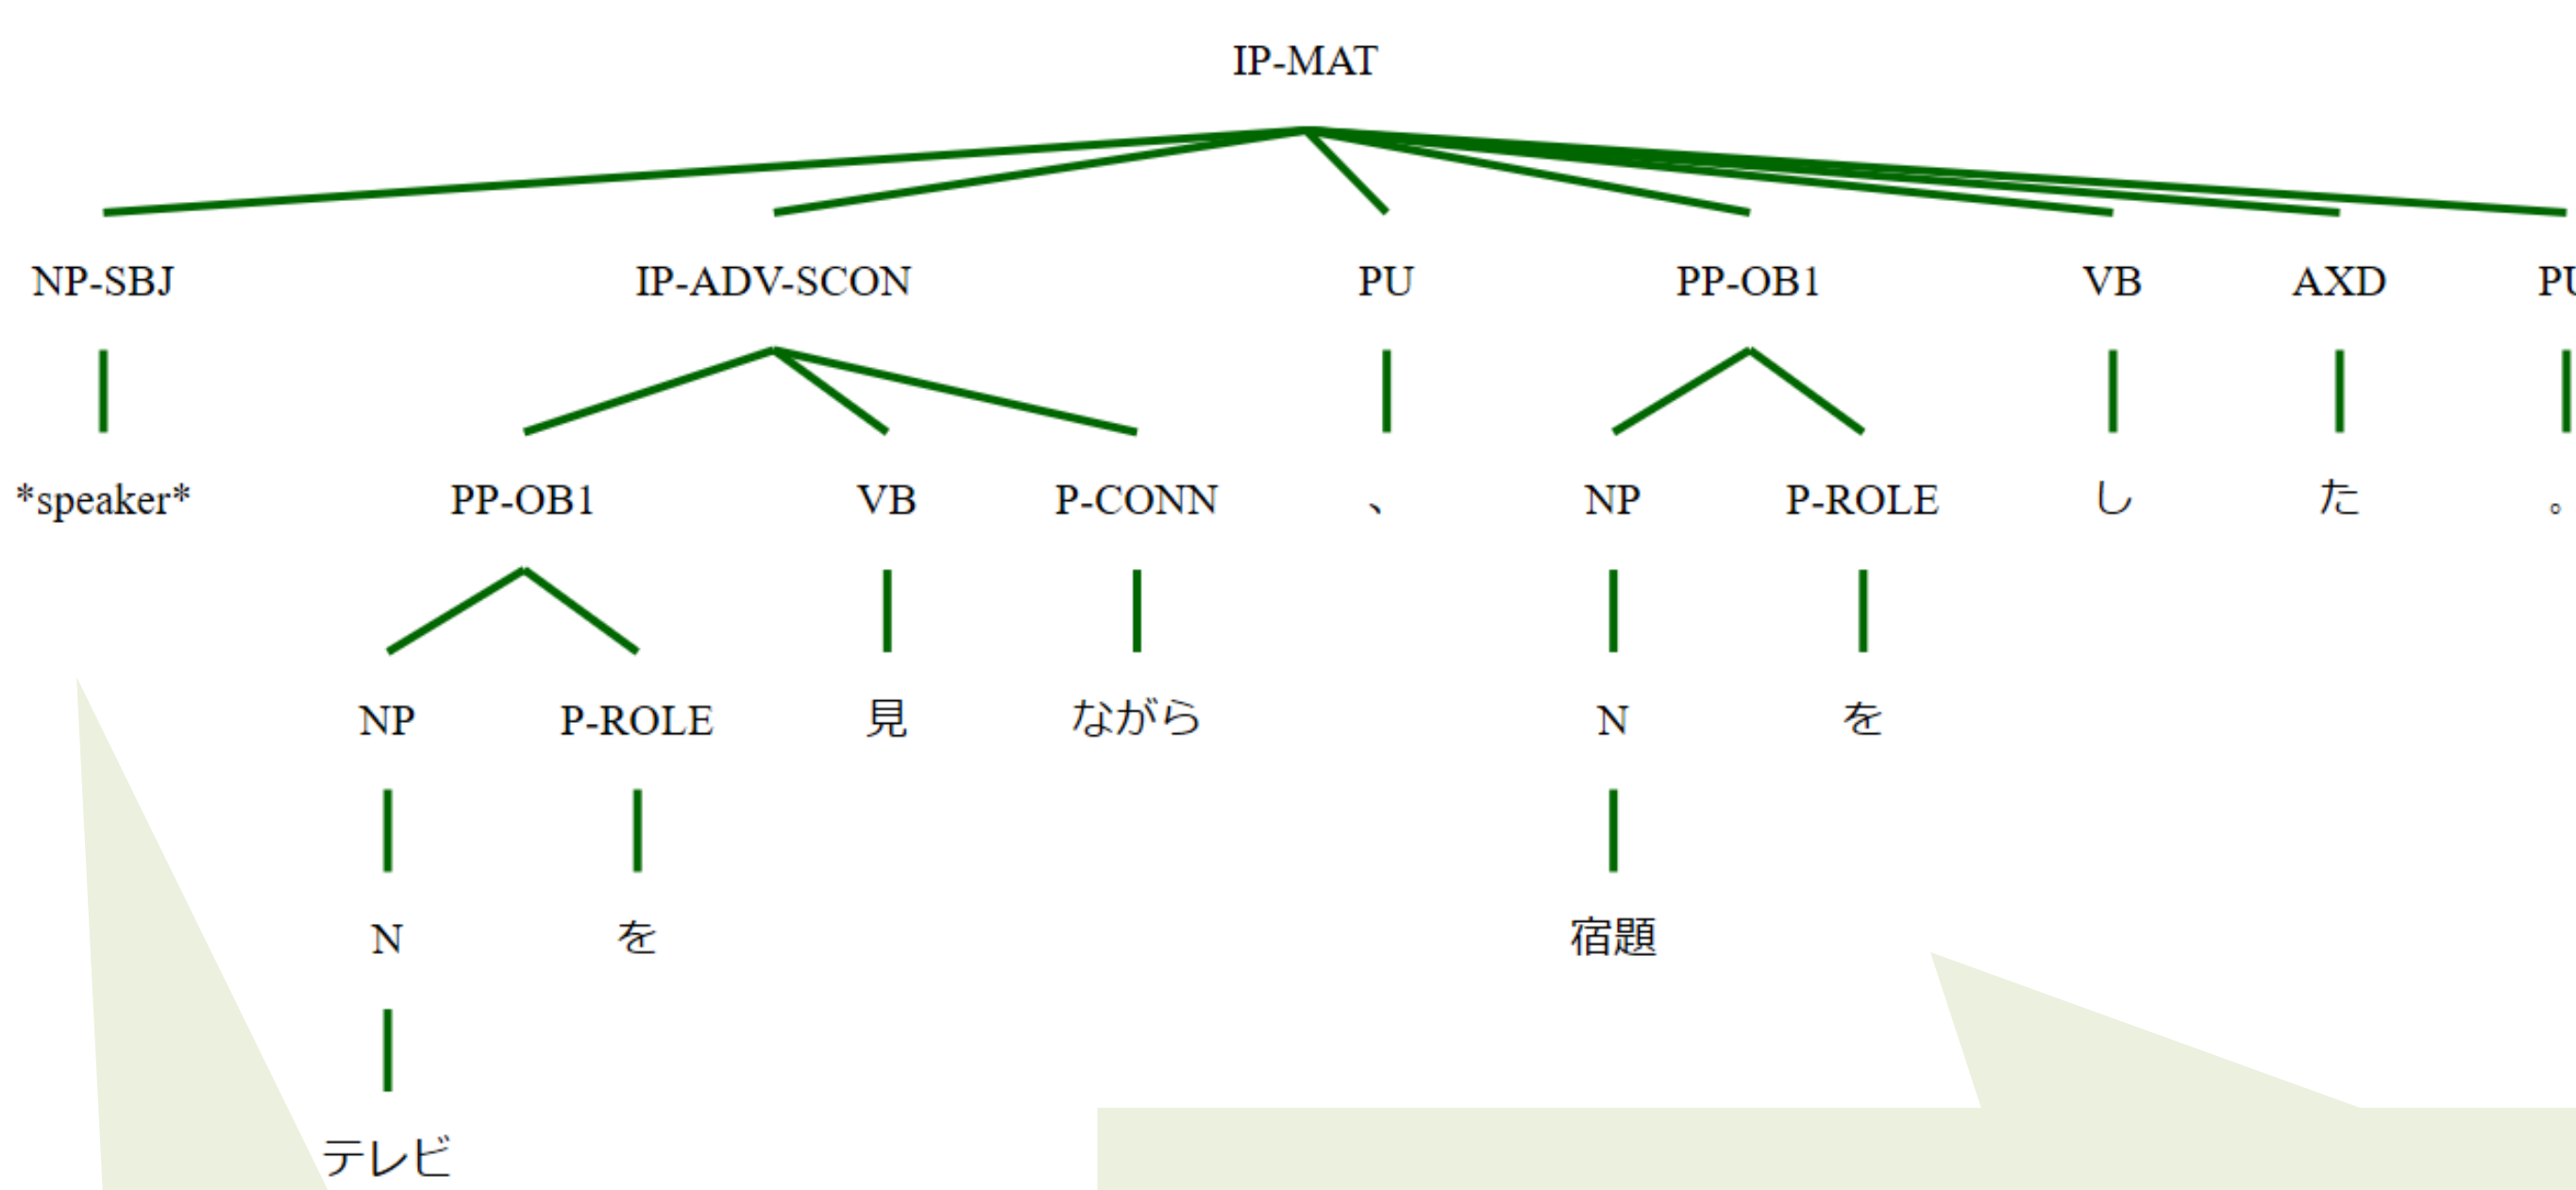 IP-MAT
NP-SBJ IP-ADV-SCON PU PP-OB1 VB AXD PU
*speaker* PP-OB1 VB P-CONN 、 NP P-ROLE し た 。
NP P-ROLE 見 ながら N を
N を 宿題
テレビ